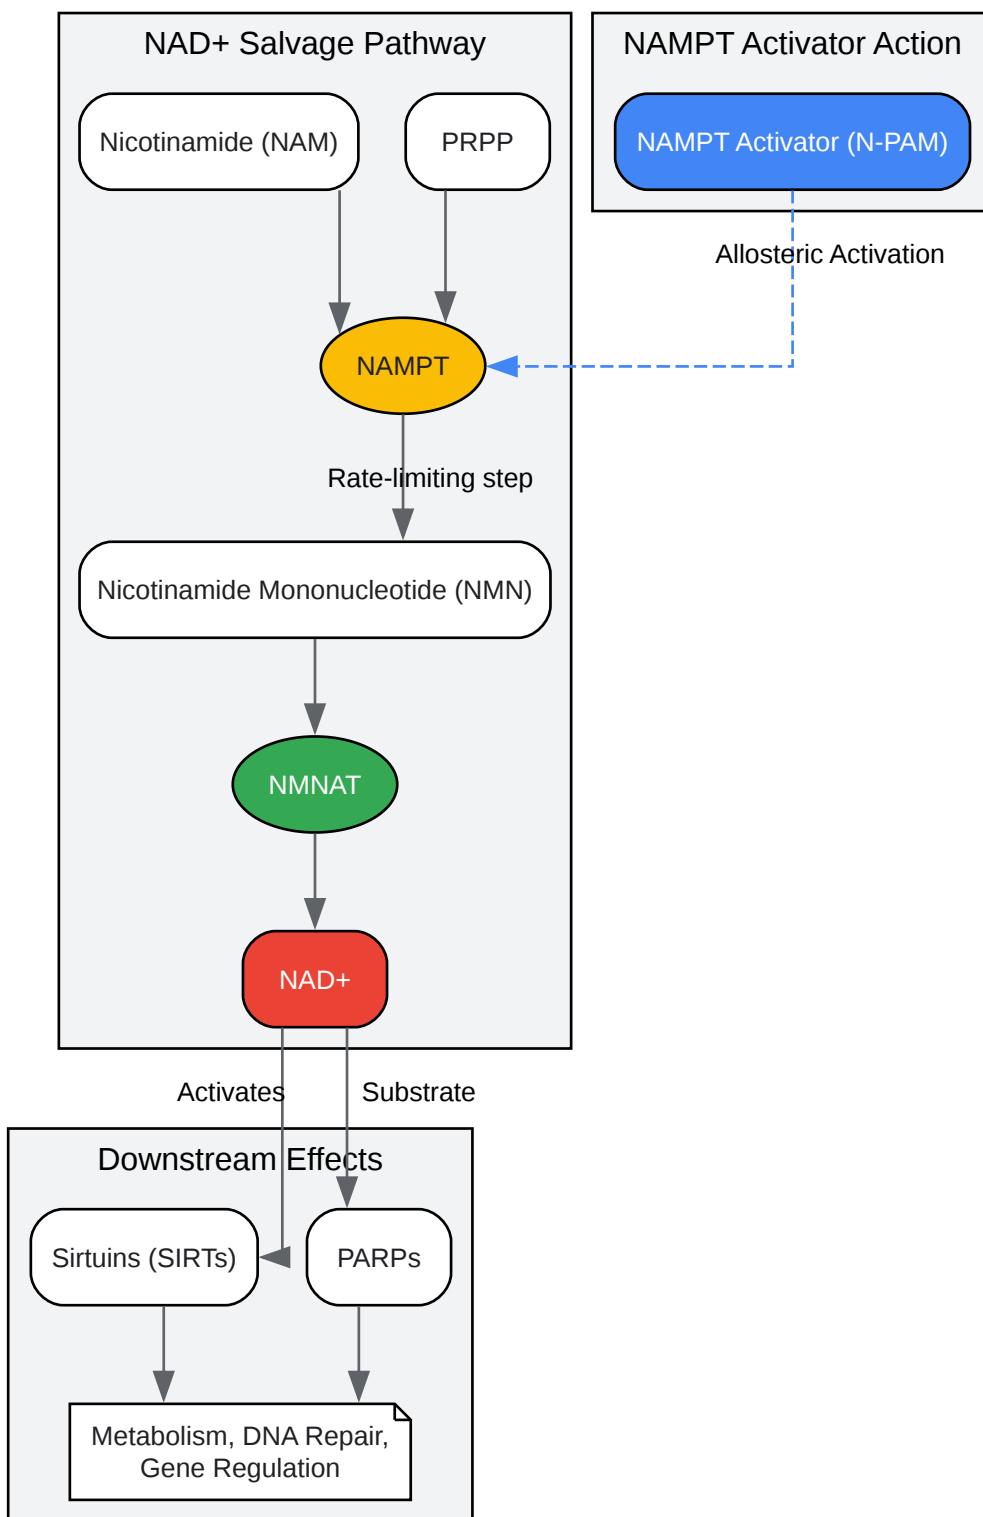 NAD+ Salvage Pathway
NAMPT Activator Action
Nicotinamide (NAM)
PRPP
NAMPT Activator (N-PAM)
Allosteric Activation
NAMPT
Rate-limiting step
Nicotinamide Mononucleotide (NMN)
NMNAT
NAD+
Activates
Substrate
Downstream Effects
Sirtuins (SIRTs)
PARPs
Metabolism, DNA Repair,
Gene Regulation